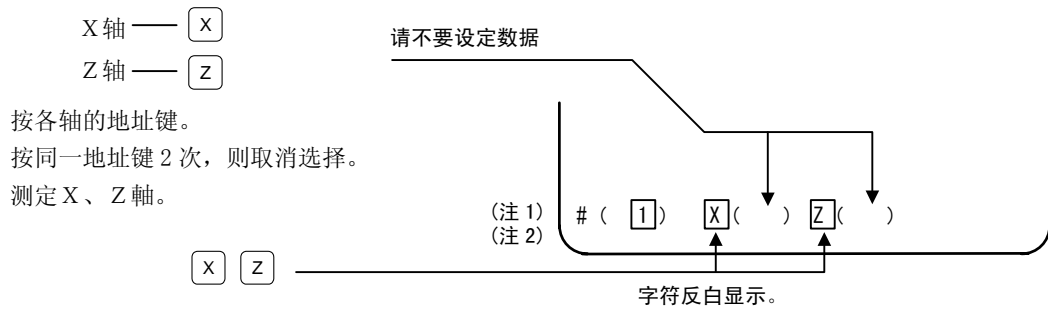 X轴 X
Z轴 Z
请不要设定数据
按各轴的地址键。
按同一地址键 2 次，则取消选择。
测定X、Z軸。
(注 1)
(注 2)
# ( 1) X( ) Z( )
X Z
字符反白显示。